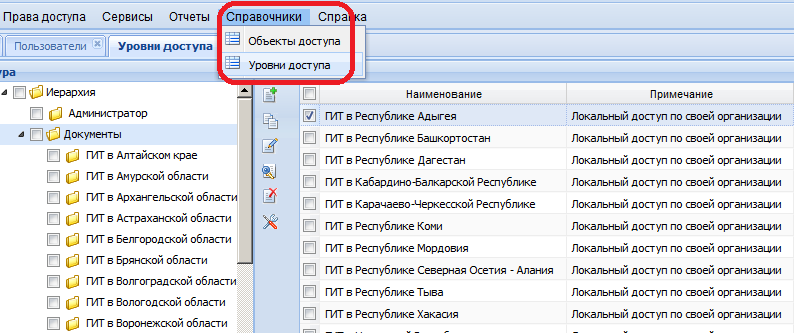 Права доступа Сервисы Отчеты Справочники Справка
Объекты доступа
Уровни доступа
Пользователи Уровни доступа
ра
Иерархия
Администратор
Документы
ГИТ в Алтайском крае
ГИТ в Амурской области
ГИТ в Архангельской области
ГИТ в Астраханской области
ГИТ в Белгородской области
ГИТ в Брянской области
ГИТ в Волгоградской области
ГИТ в Вологодской области
ГИТ в Воронежской области
Наименование Примечание
ГИТ в Республике Адыгея Локальный доступ по своей организации
ГИТ в Республике Башкортостан Локальный доступ по своей организации
ГИТ в Республике Дагестан Локальный доступ по своей организации
ГИТ в Кабардино-Балкарской Республике Локальный доступ по своей организации
ГИТ в Карачаево-Черкесской Республике Локальный доступ по своей организации
ГИТ в Республике Коми Локальный доступ по своей организации
ГИТ в Республике Мордовия Локальный доступ по своей организации
ГИТ в Республике Северная Осетия - Алания Локальный доступ по своей организации
ГИТ в Республике Тыва Локальный доступ по своей организации
ГИТ в Республике Хакасия Локальный доступ по своей организации